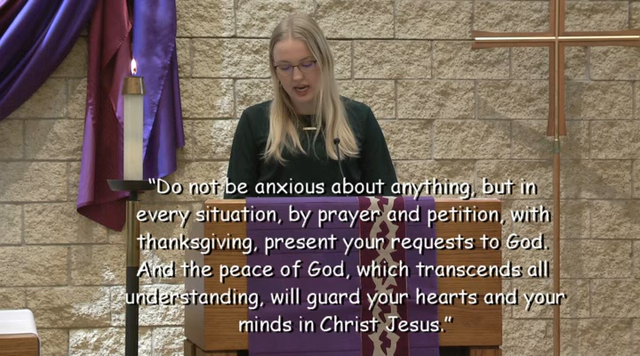 “Do not be anxious about anything, but in
every situation, by prayer and petition, with
thanksgiving, present your requests to God.
And the peace of God, which transcends all
understanding, will guard your hearts and your
minds in Christ Jesus.”